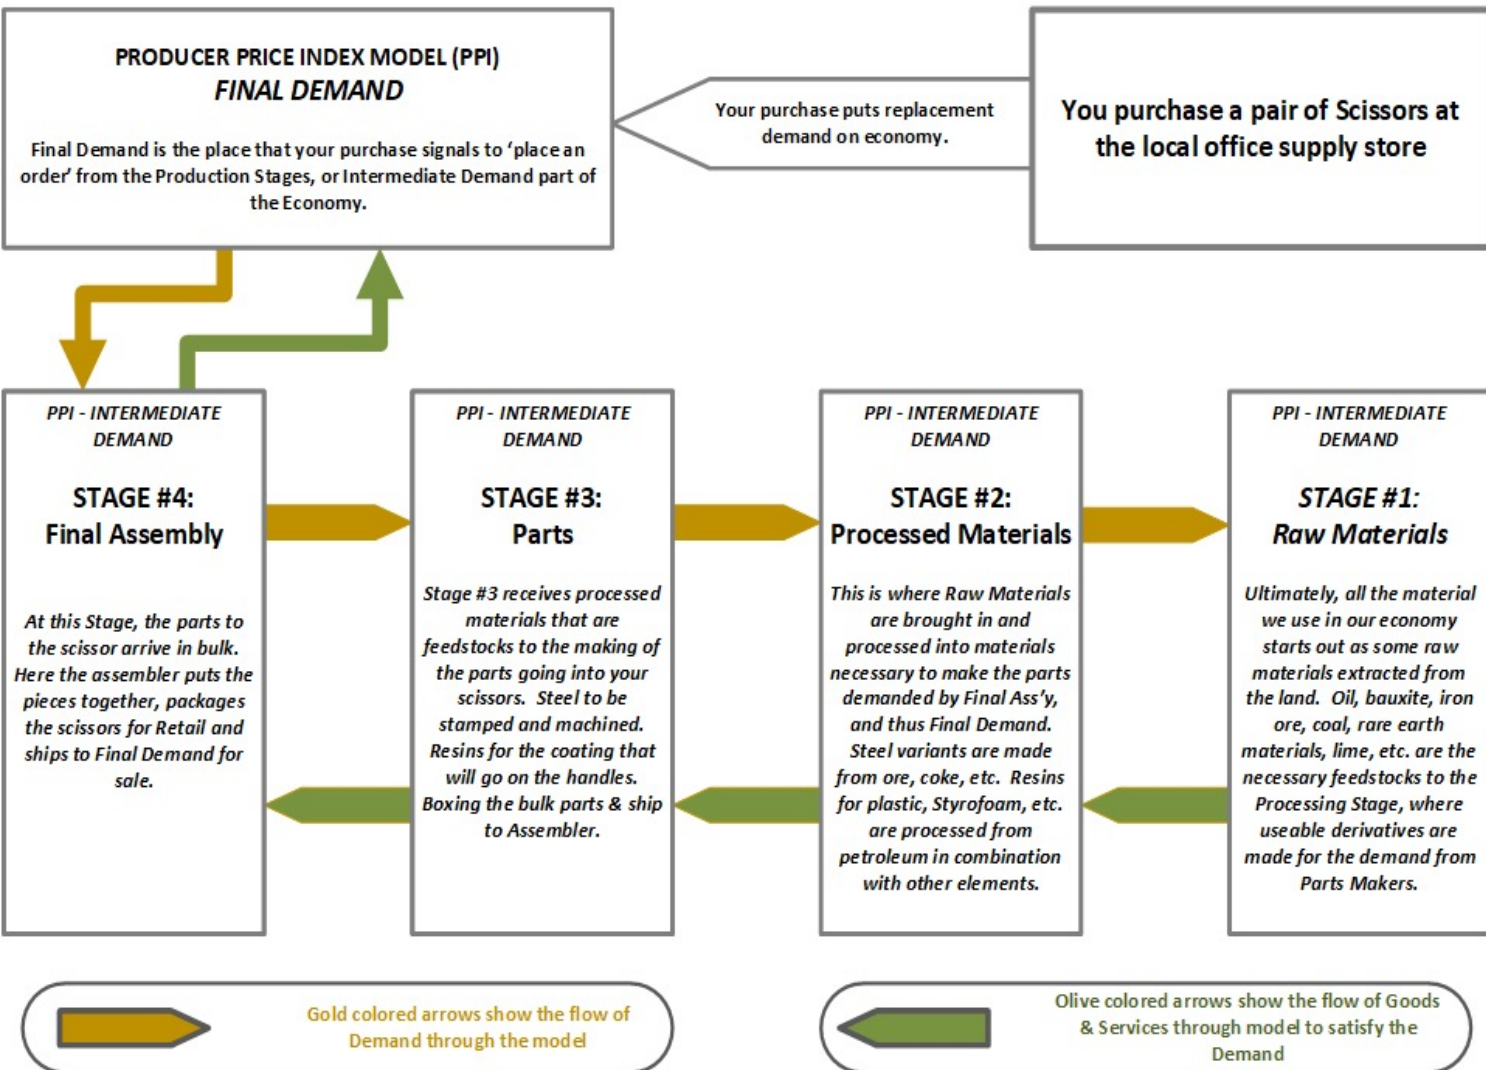 PRODUCER PRICE INDEX MODEL (PPI)
FINAL DEMAND
Final Demand is the place that your purchase signals to ‘place an
order’ from the Production Stages, or Intermediate Demand part of
the Economy.
Your purchase puts replacement
demand on economy.
You purchase a pair of Scissors at
the local office supply store
PPI - INTERMEDIATE
DEMAND
STAGE #4:
Final Assembly
At this Stage, the parts to
the scissor arrive in bulk.
Here the assembler puts the
pieces together, packages
the scissors for Retail and
ships to Final Demand for
sale.
PPI - INTERMEDIATE
DEMAND
STAGE #3:
Parts
Stage #3 receives processed
materials that are
feedstocks to the making of
the parts going into your
scissors. Steel to be
stamped and machined.
Resins for the coating that
will go on the handles.
Boxing the bulk parts & ship
to Assembler.
PPI - INTERMEDIATE
DEMAND
STAGE #2:
Processed Materials
This is where Raw Materials
are brought in and
processed into materials
necessary to make the parts
demanded by Final Ass’y,
and thus Final Demand.
Steel variants are made
from ore, coke, etc. Resins
for plastic, Styrofoam, etc.
are processed from
petroleum in combination
with other elements.
PPI - INTERMEDIATE
DEMAND
STAGE #1:
Raw Materials
Ultimately, all the material
we use in our economy
starts out as some raw
materials extracted from
the land. Oil, bauxite, iron
ore, coal, rare earth
materials, lime, etc. are the
necessary feedstocks to the
Processing Stage, where
useable derivatives are
made for the demand from
Parts Makers.
Gold colored arrows show the flow of
Demand through the model
Olive colored arrows show the flow of Goods
& Services through model to satisfy the
Demand